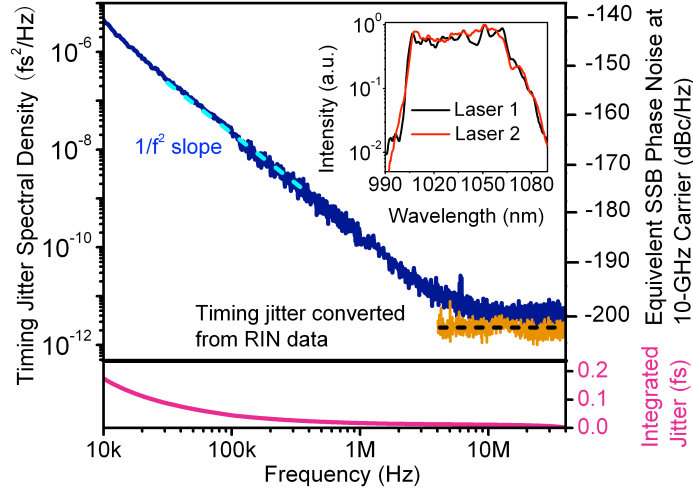 Timing Jitter Spectral Density (fs²/Hz)
10⁻⁶
10⁻⁸
10⁻¹⁰
10⁻¹²
1/f² slope
Timing jitter converted
from RIN data
Intensity (a.u.)
10⁰
10⁻¹
10⁻²
Laser 1
Laser 2
990 1020 1050 1080
Wavelength (nm)
-140
-150
-160
-170
-175
-180
-190
-200
Equivelent SSB Phase Noise at
10-GHz Carrier (dBc/Hz)
0.2
0.1
0.0
Integrated
Jitter (fs)
10k 100k 1M 10M
Frequency (Hz)